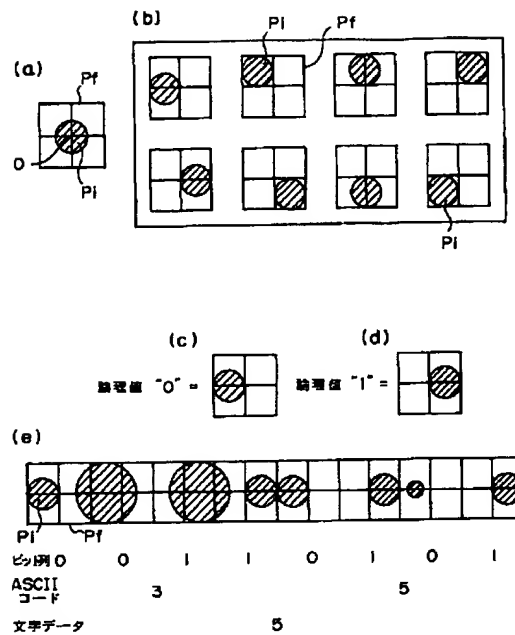 (a)
Pf
O
Pi
(b)
Pi
Pf
Pi
(c)
論理値 "0" =
(d)
論理値 "1" =
(e)
Pi
Pf
ビット列 0 0 1 1 0 1 0 1
ASCII コード 3 5
文字データ 5